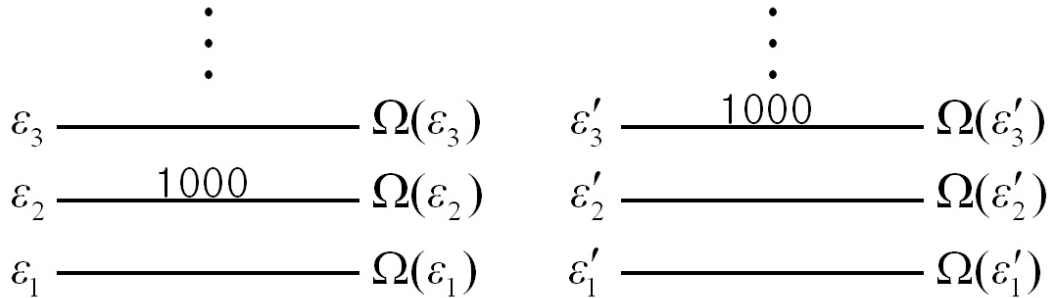 ε₃ Ω(ε₃) ε′₃ 1000 Ω(ε′₃)
ε₂ 1000 Ω(ε₂) ε′₂ Ω(ε′₂)
ε₁ Ω(ε₁) ε′₁ Ω(ε′₁)